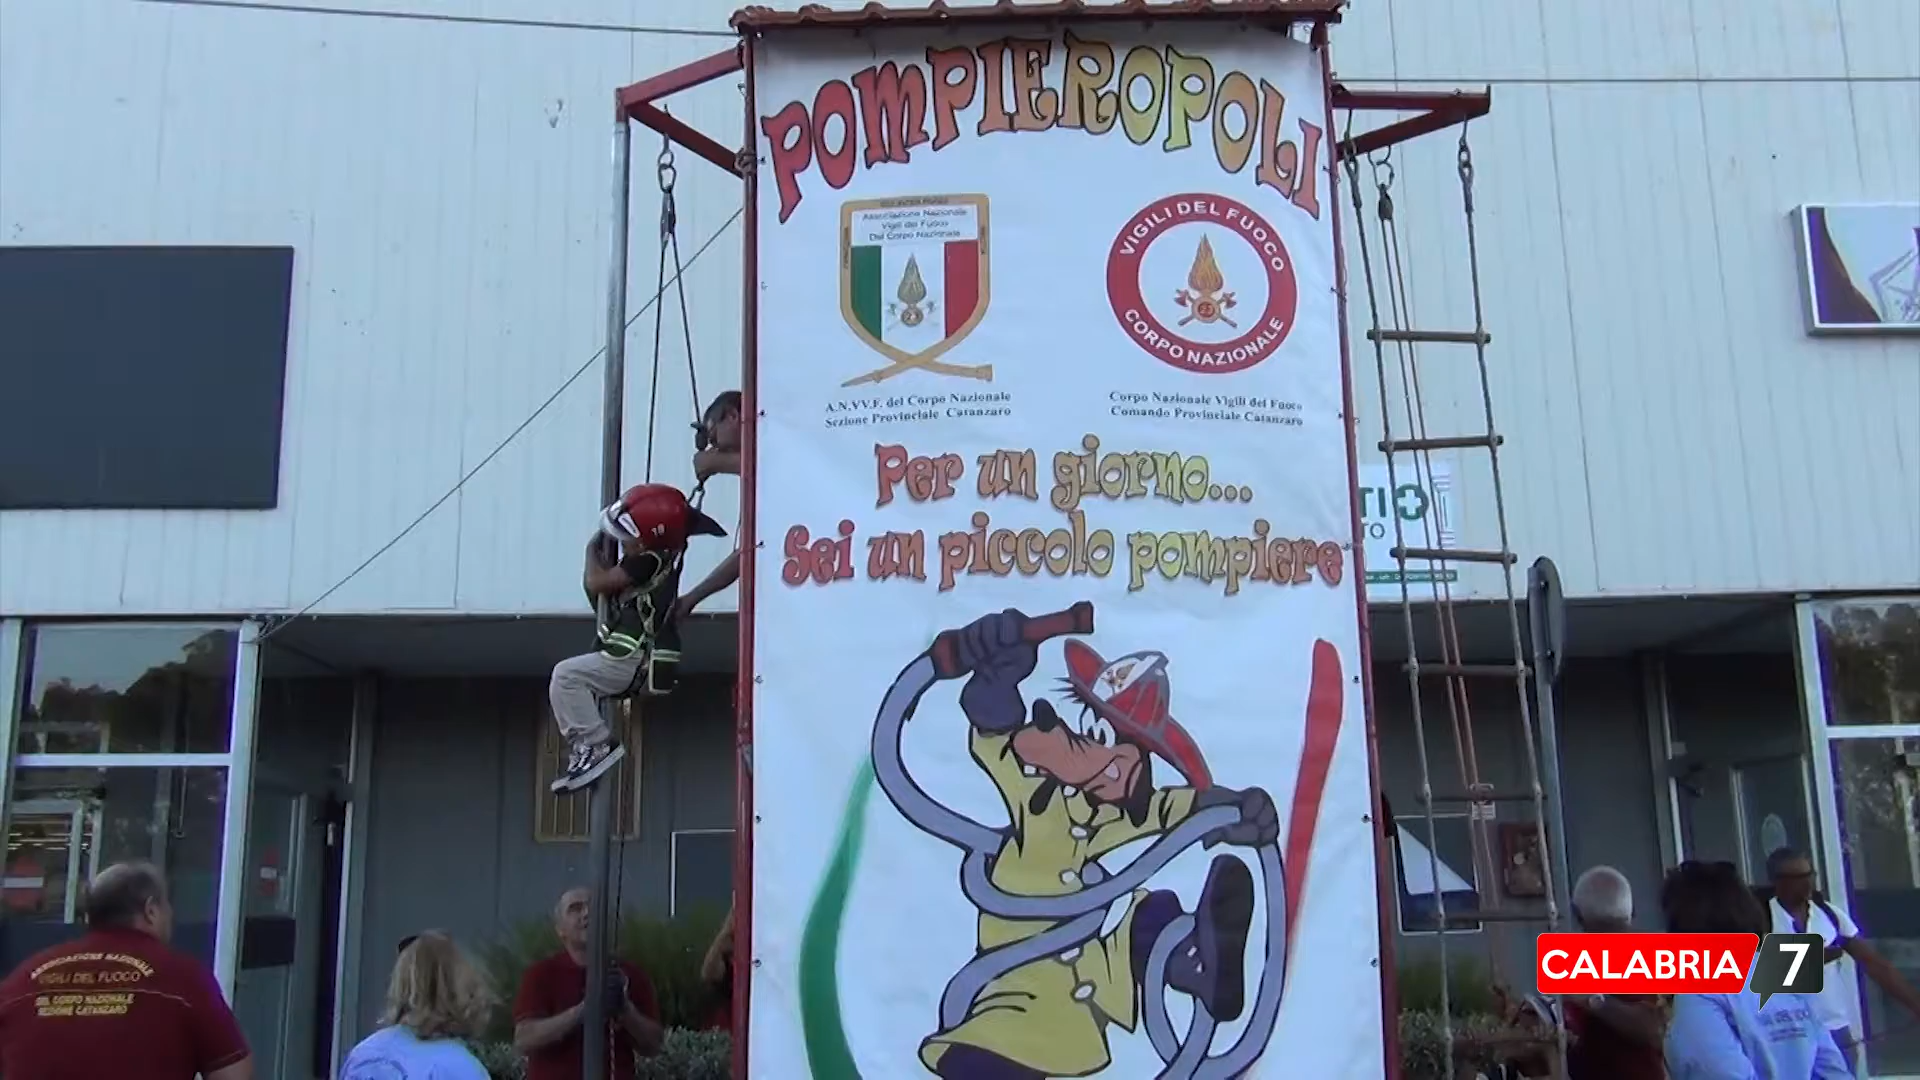 POMPIEROPOLI
Associazione Nazionale
Vigili del Fuoco
Del Corpo Nazionale
VIGILI DEL FUOCO
CORPO NAZIONALE
A.N.VV.F. del Corpo Nazionale
Sezione Provinciale Catanzaro
Corpo Nazionale Vigili del Fuoco
Comando Provinciale Catanzaro
Per un giorno...
Sei un piccolo pompiere
ASSOCIAZIONE NAZIONALE
VIGILI DEL FUOCO
DEL CORPO NAZIONALE
SEZIONE CATANZARO
CALABRIA 7